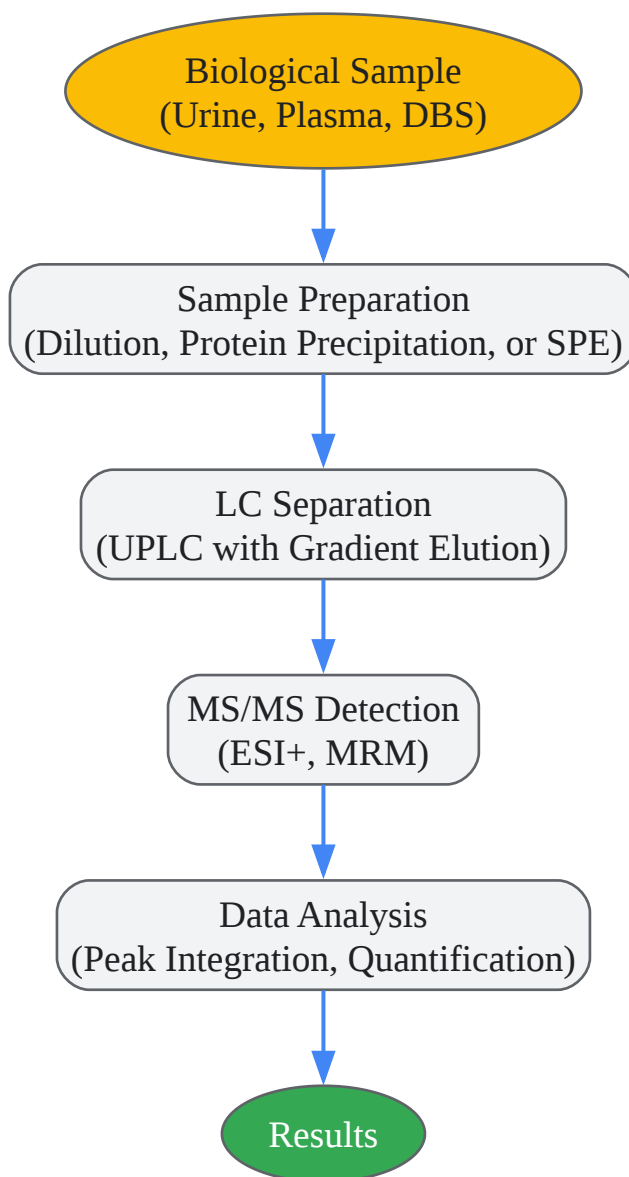 Biological Sample
(Urine, Plasma, DBS)
Sample Preparation
(Dilution, Protein Precipitation, or SPE)
LC Separation
(UPLC with Gradient Elution)
MS/MS Detection
(ESI+, MRM)
Data Analysis
(Peak Integration, Quantification)
Results